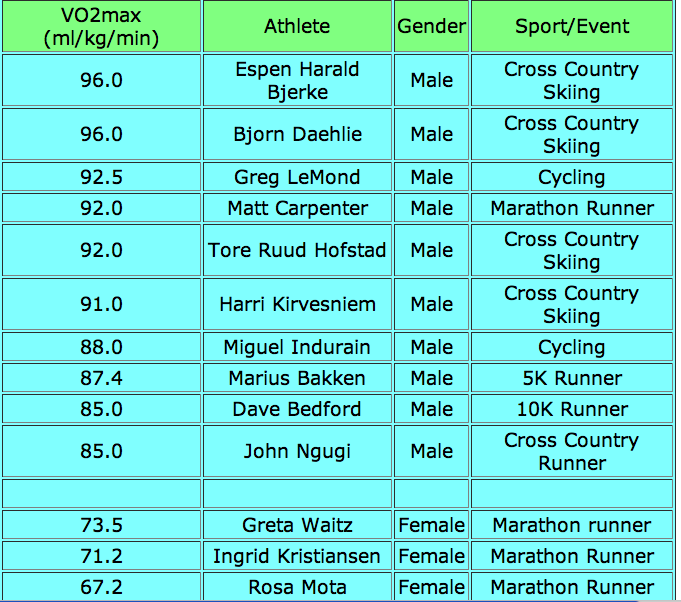 VO2max (ml/kg/min) Athlete Gender Sport/Event
96.0 Espen Harald Bjerke Male Cross Country Skiing
96.0 Bjorn Daehlie Male Cross Country Skiing
92.5 Greg LeMond Male Cycling
92.0 Matt Carpenter Male Marathon Runner
92.0 Tore Ruud Hofstad Male Cross Country Skiing
91.0 Harri Kirvesniem Male Cross Country Skiing
88.0 Miguel Indurain Male Cycling
87.4 Marius Bakken Male 5K Runner
85.0 Dave Bedford Male 10K Runner
85.0 John Ngugi Male Cross Country Runner
73.5 Greta Waitz Female Marathon runner
71.2 Ingrid Kristiansen Female Marathon Runner
67.2 Rosa Mota Female Marathon Runner